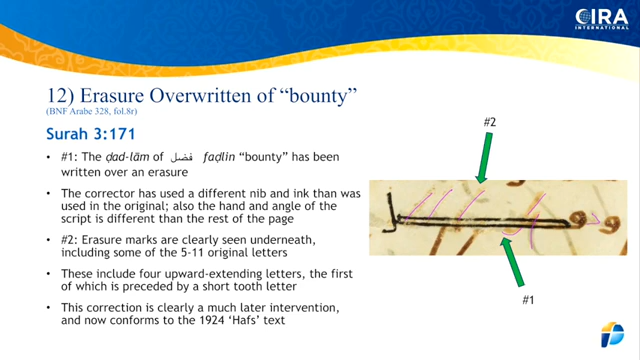 CIRA
INTERNATIONAL
12) Erasure Overwritten of “bounty”
(BNF Arabe 328, fol.8r)
Surah 3:171
• #1: The ḍad-lām of فضل faḍlin “bounty” has been
written over an erasure
• The corrector has used a different nib and ink than was
used in the original; also the hand and angle of the
script is different than the rest of the page
• #2: Erasure marks are clearly seen underneath,
including some of the 5-11 original letters
• These include four upward-extending letters, the first
of which is preceded by a short tooth letter
• This correction is clearly a much later intervention,
and now conforms to the 1924 ‘Hafs’ text
#2
#1